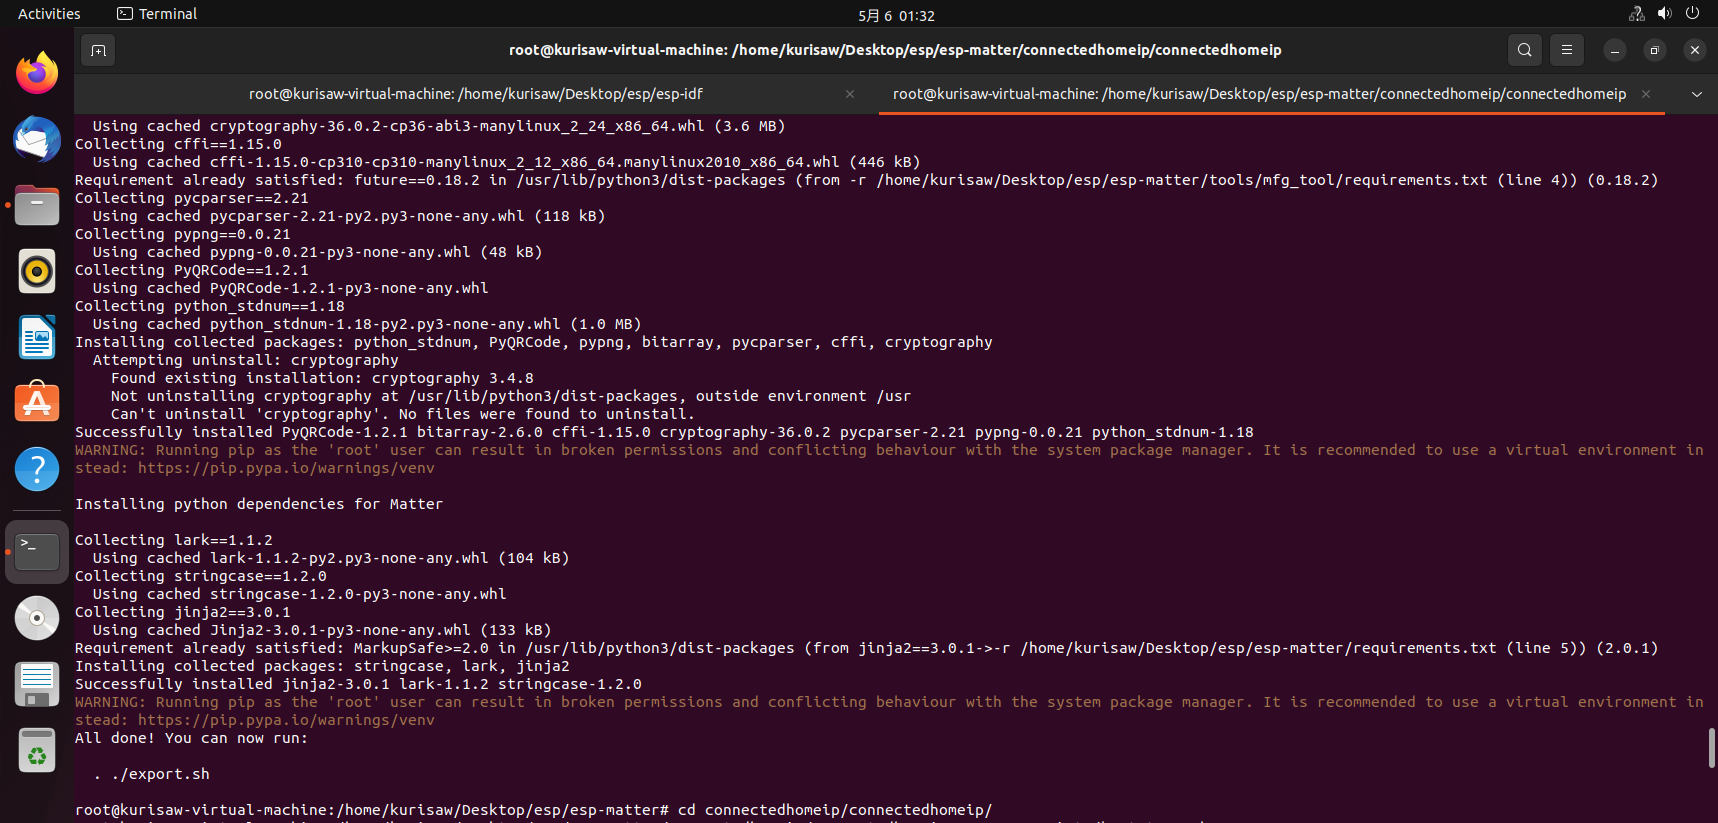 Activities
Terminal
5月 6 01:32
root@kurisaw-virtual-machine: /home/kurisaw/Desktop/esp/esp-matter/connectedhomeip/connectedhomeip
root@kurisaw-virtual-machine: /home/kurisaw/Desktop/esp/esp-idf
root@kurisaw-virtual-machine: /home/kurisaw/Desktop/esp/esp-matter/connectedhomeip/connectedhomeip
  Using cached cryptography-36.0.2-cp36-abi3-manylinux_2_24_x86_64.whl (3.6 MB)
Collecting cffi==1.15.0
  Using cached cffi-1.15.0-cp310-cp310-manylinux_2_12_x86_64.manylinux2010_x86_64.whl (446 kB)
Requirement already satisfied: future==0.18.2 in /usr/lib/python3/dist-packages (from -r /home/kurisaw/Desktop/esp/esp-matter/tools/mfg_tool/requirements.txt (line 4)) (0.18.2)
Collecting pycparser==2.21
  Using cached pycparser-2.21-py2.py3-none-any.whl (118 kB)
Collecting pypng==0.0.21
  Using cached pypng-0.0.21-py3-none-any.whl (48 kB)
Collecting PyQRCode==1.2.1
  Using cached PyQRCode-1.2.1-py3-none-any.whl
Collecting python_stdnum==1.18
  Using cached python_stdnum-1.18-py2.py3-none-any.whl (1.0 MB)
Installing collected packages: python_stdnum, PyQRCode, pypng, bitarray, pycparser, cffi, cryptography
  Attempting uninstall: cryptography
    Found existing installation: cryptography 3.4.8
    Not uninstalling cryptography at /usr/lib/python3/dist-packages, outside environment /usr
    Can't uninstall 'cryptography'. No files were found to uninstall.
Successfully installed PyQRCode-1.2.1 bitarray-2.6.0 cffi-1.15.0 cryptography-36.0.2 pycparser-2.21 pypng-0.0.21 python_stdnum-1.18
WARNING: Running pip as the 'root' user can result in broken permissions and conflicting behaviour with the system package manager. It is recommended to use a virtual environment in
stead: https://pip.pypa.io/warnings/venv
Installing python dependencies for Matter
Collecting lark==1.1.2
  Using cached lark-1.1.2-py2.py3-none-any.whl (104 kB)
Collecting stringcase==1.2.0
  Using cached stringcase-1.2.0-py3-none-any.whl
Collecting jinja2==3.0.1
  Using cached Jinja2-3.0.1-py3-none-any.whl (133 kB)
Requirement already satisfied: MarkupSafe>=2.0 in /usr/lib/python3/dist-packages (from jinja2==3.0.1->-r /home/kurisaw/Desktop/esp/esp-matter/requirements.txt (line 5)) (2.0.1)
Installing collected packages: stringcase, lark, jinja2
Successfully installed jinja2-3.0.1 lark-1.1.2 stringcase-1.2.0
WARNING: Running pip as the 'root' user can result in broken permissions and conflicting behaviour with the system package manager. It is recommended to use a virtual environment in
stead: https://pip.pypa.io/warnings/venv
All done! You can now run:
  . ./export.sh
root@kurisaw-virtual-machine:/home/kurisaw/Desktop/esp/esp-matter# cd connectedhomeip/connectedhomeip/